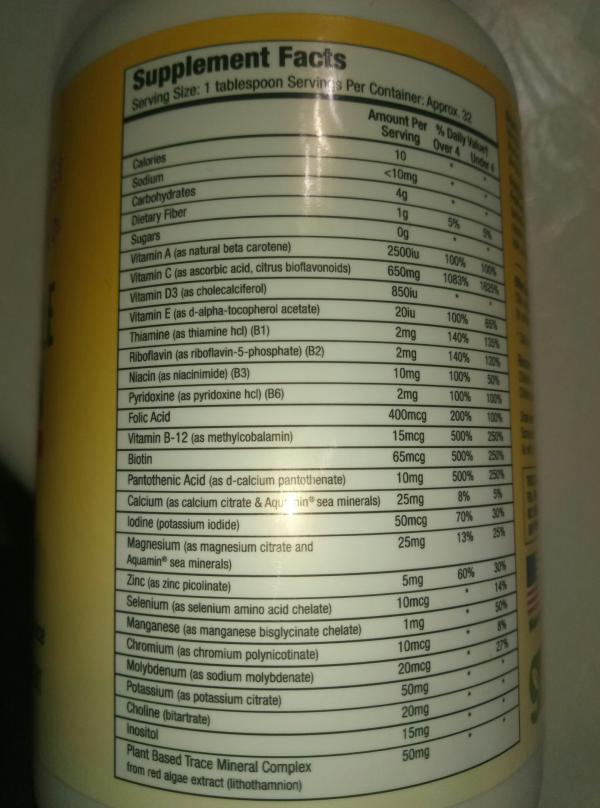 Supplement Facts
Serving Size: 1 tablespoon Servings Per Container: Approx. 32
Amount Per Serving % Daily Value† Over 4 Under 4
Calories 10 * *
Sodium <10mg * *
Carbohydrates 4g * *
Dietary Fiber 1g 5% 5%
Sugars 0g * *
Vitamin A (as natural beta carotene) 2500iu 100% 100%
Vitamin C (as ascorbic acid, citrus bioflavonoids) 650mg 1083% 1625%
Vitamin D3 (as cholecalciferol) 850iu * *
Vitamin E (as d-alpha-tocopherol acetate) 20iu 100% 65%
Thiamine (as thiamine hcl) (B1) 2mg 140% 135%
Riboflavin (as riboflavin-5-phosphate) (B2) 2mg 140% 120%
Niacin (as niacinimide) (B3) 10mg 100% 50%
Pyridoxine (as pyridoxine hcl) (B6) 2mg 100% 100%
Folic Acid 400mcg 200% 100%
Vitamin B-12 (as methylcobalamin) 15mcg 500% 250%
Biotin 65mcg 500% 250%
Pantothenic Acid (as d-calcium pantothenate) 10mg 500% 250%
Calcium (as calcium citrate & Aquamin® sea minerals) 25mg 8% 5%
Iodine (potassium iodide) 50mcg 70% 30%
Magnesium (as magnesium citrate and 25mg 13% 25%
Aquamin® sea minerals)
Zinc (as zinc picolinate) 5mg 60% 30%
Selenium (as selenium amino acid chelate) 10mcg * 14%
Manganese (as manganese bisglycinate chelate) 1mg * 50%
Chromium (as chromium polynicotinate) 10mcg * 8%
Molybdenum (as sodium molybdenate) 20mcg * 27%
Potassium (as potassium citrate) 50mg * *
Choline (bitartrate) 20mg * *
Inositol 15mg * *
Plant Based Trace Mineral Complex 50mg * *
from red algae extract (lithothamnion)